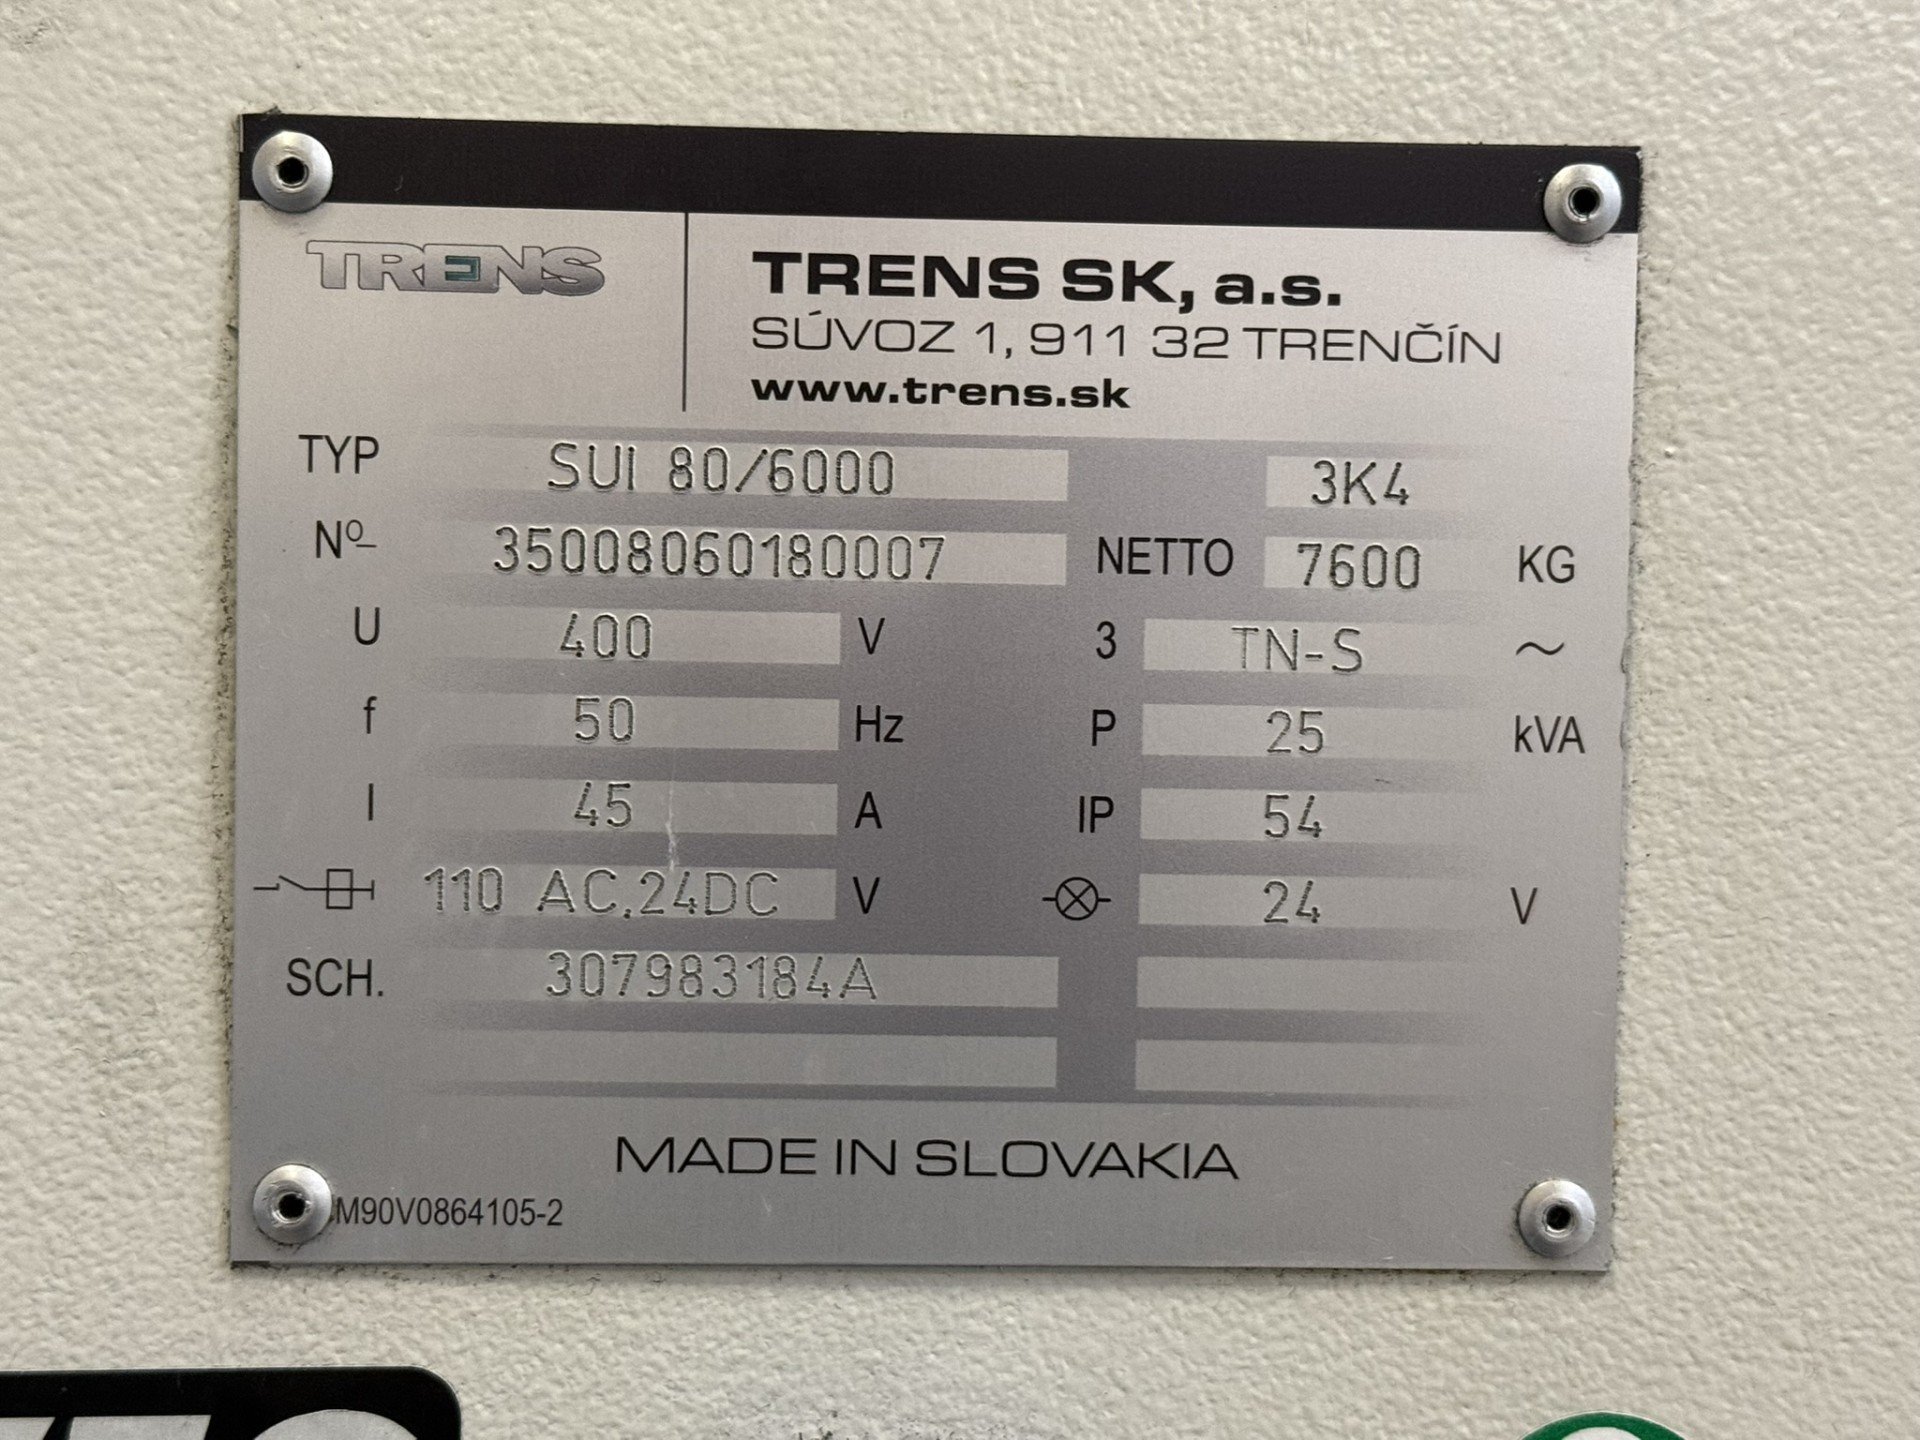 TRENS
TRENS SK, a.s.
SÚVOZ 1, 911 32 TRENČÍN
www.trens.sk
TYP SUI 80/6000 3K4
Nº 35008060180007 NETTO 7600 KG
U 400 V 3 TN-S ~
f 50 Hz P 25 kVA
I 45 A IP 54
110 AC,24DC V 24 V
SCH. 307983184A
MADE IN SLOVAKIA
M90V0864105-2